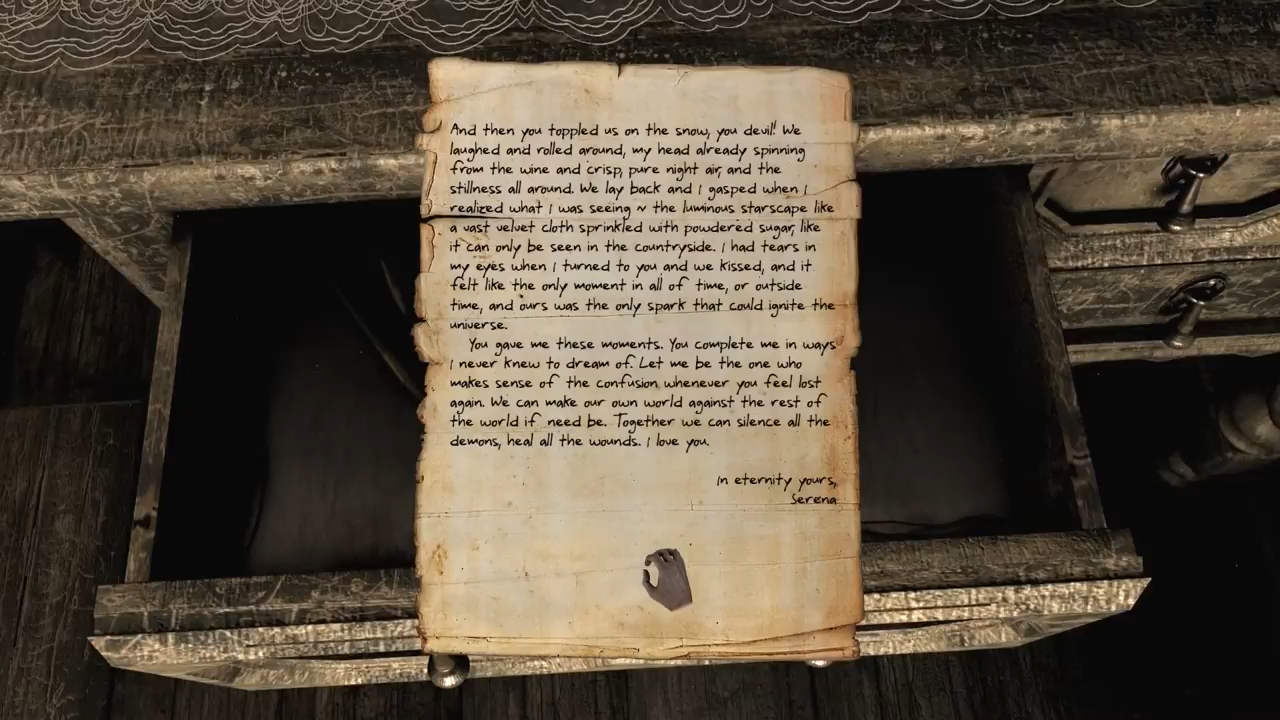 And then you toppled us on the snow, you devil! We
laughed and rolled around, my head already spinning
from the wine and crisp, pure night air, and the
stillness all around. We lay back and I gasped when I
realized what I was seeing ~ the luminous starscape like
a vast velvet cloth sprinkled with powdered sugar, like
it can only be seen in the countryside. I had tears in
my eyes when I turned to you and we kissed, and it
felt like the only moment in all of time, or outside
time, and ours was the only spark that could ignite the
universe.
You gave me these moments. You complete me in ways
I never knew to dream of. Let me be the one who
makes sense of the confusion whenever you feel lost
again. We can make our own world against the rest of
the world if need be. Together we can silence all the
demons, heal all the wounds. I love you.
In eternity yours,
Serena